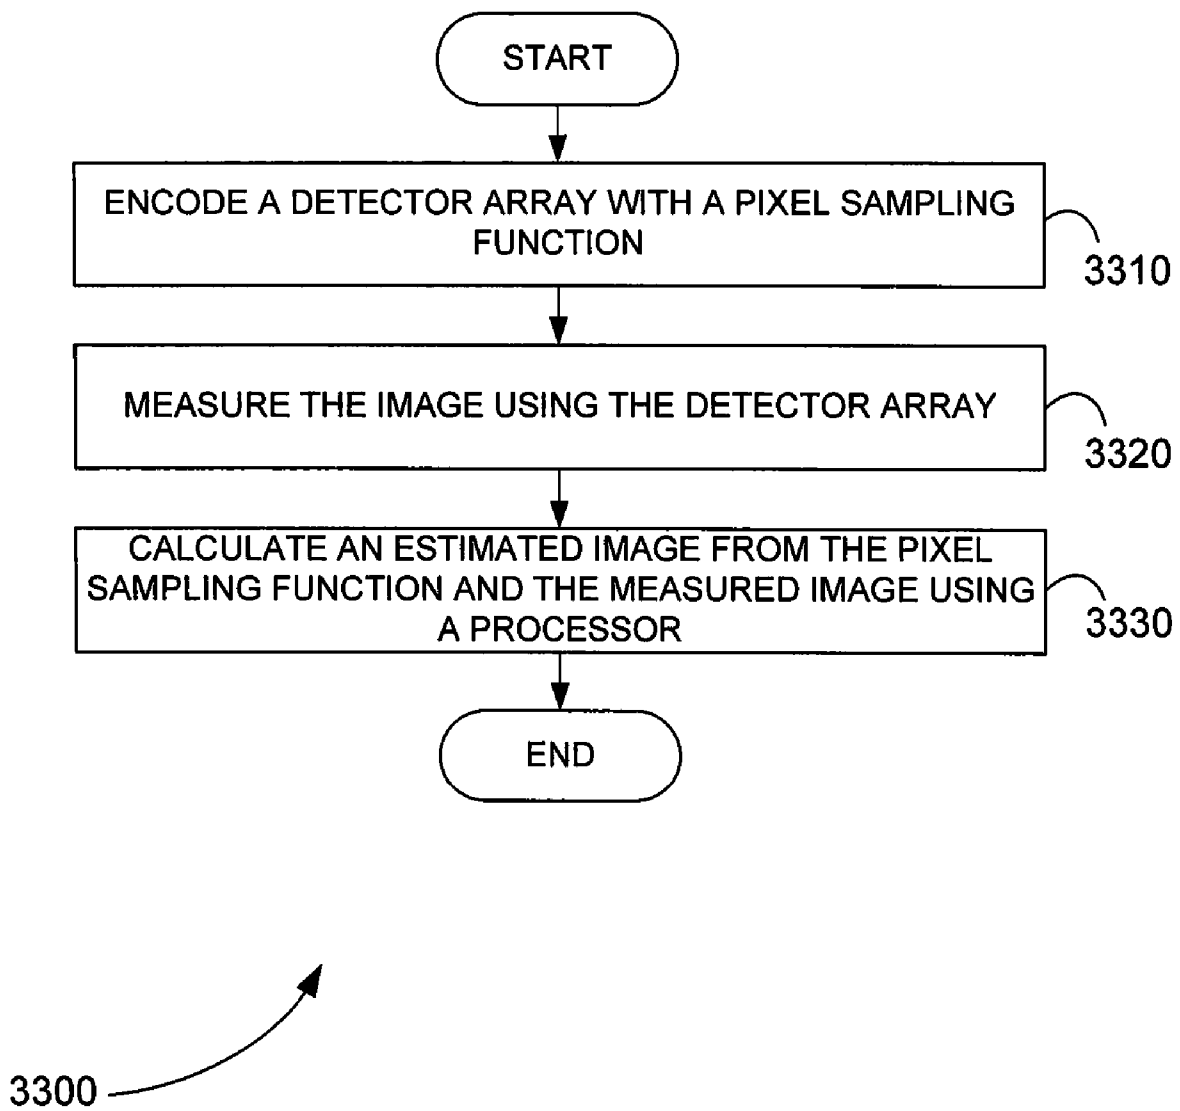 START
ENCODE A DETECTOR ARRAY WITH A PIXEL SAMPLING
FUNCTION
3310
MEASURE THE IMAGE USING THE DETECTOR ARRAY
3320
CALCULATE AN ESTIMATED IMAGE FROM THE PIXEL
SAMPLING FUNCTION AND THE MEASURED IMAGE USING
A PROCESSOR
3330
END
3300